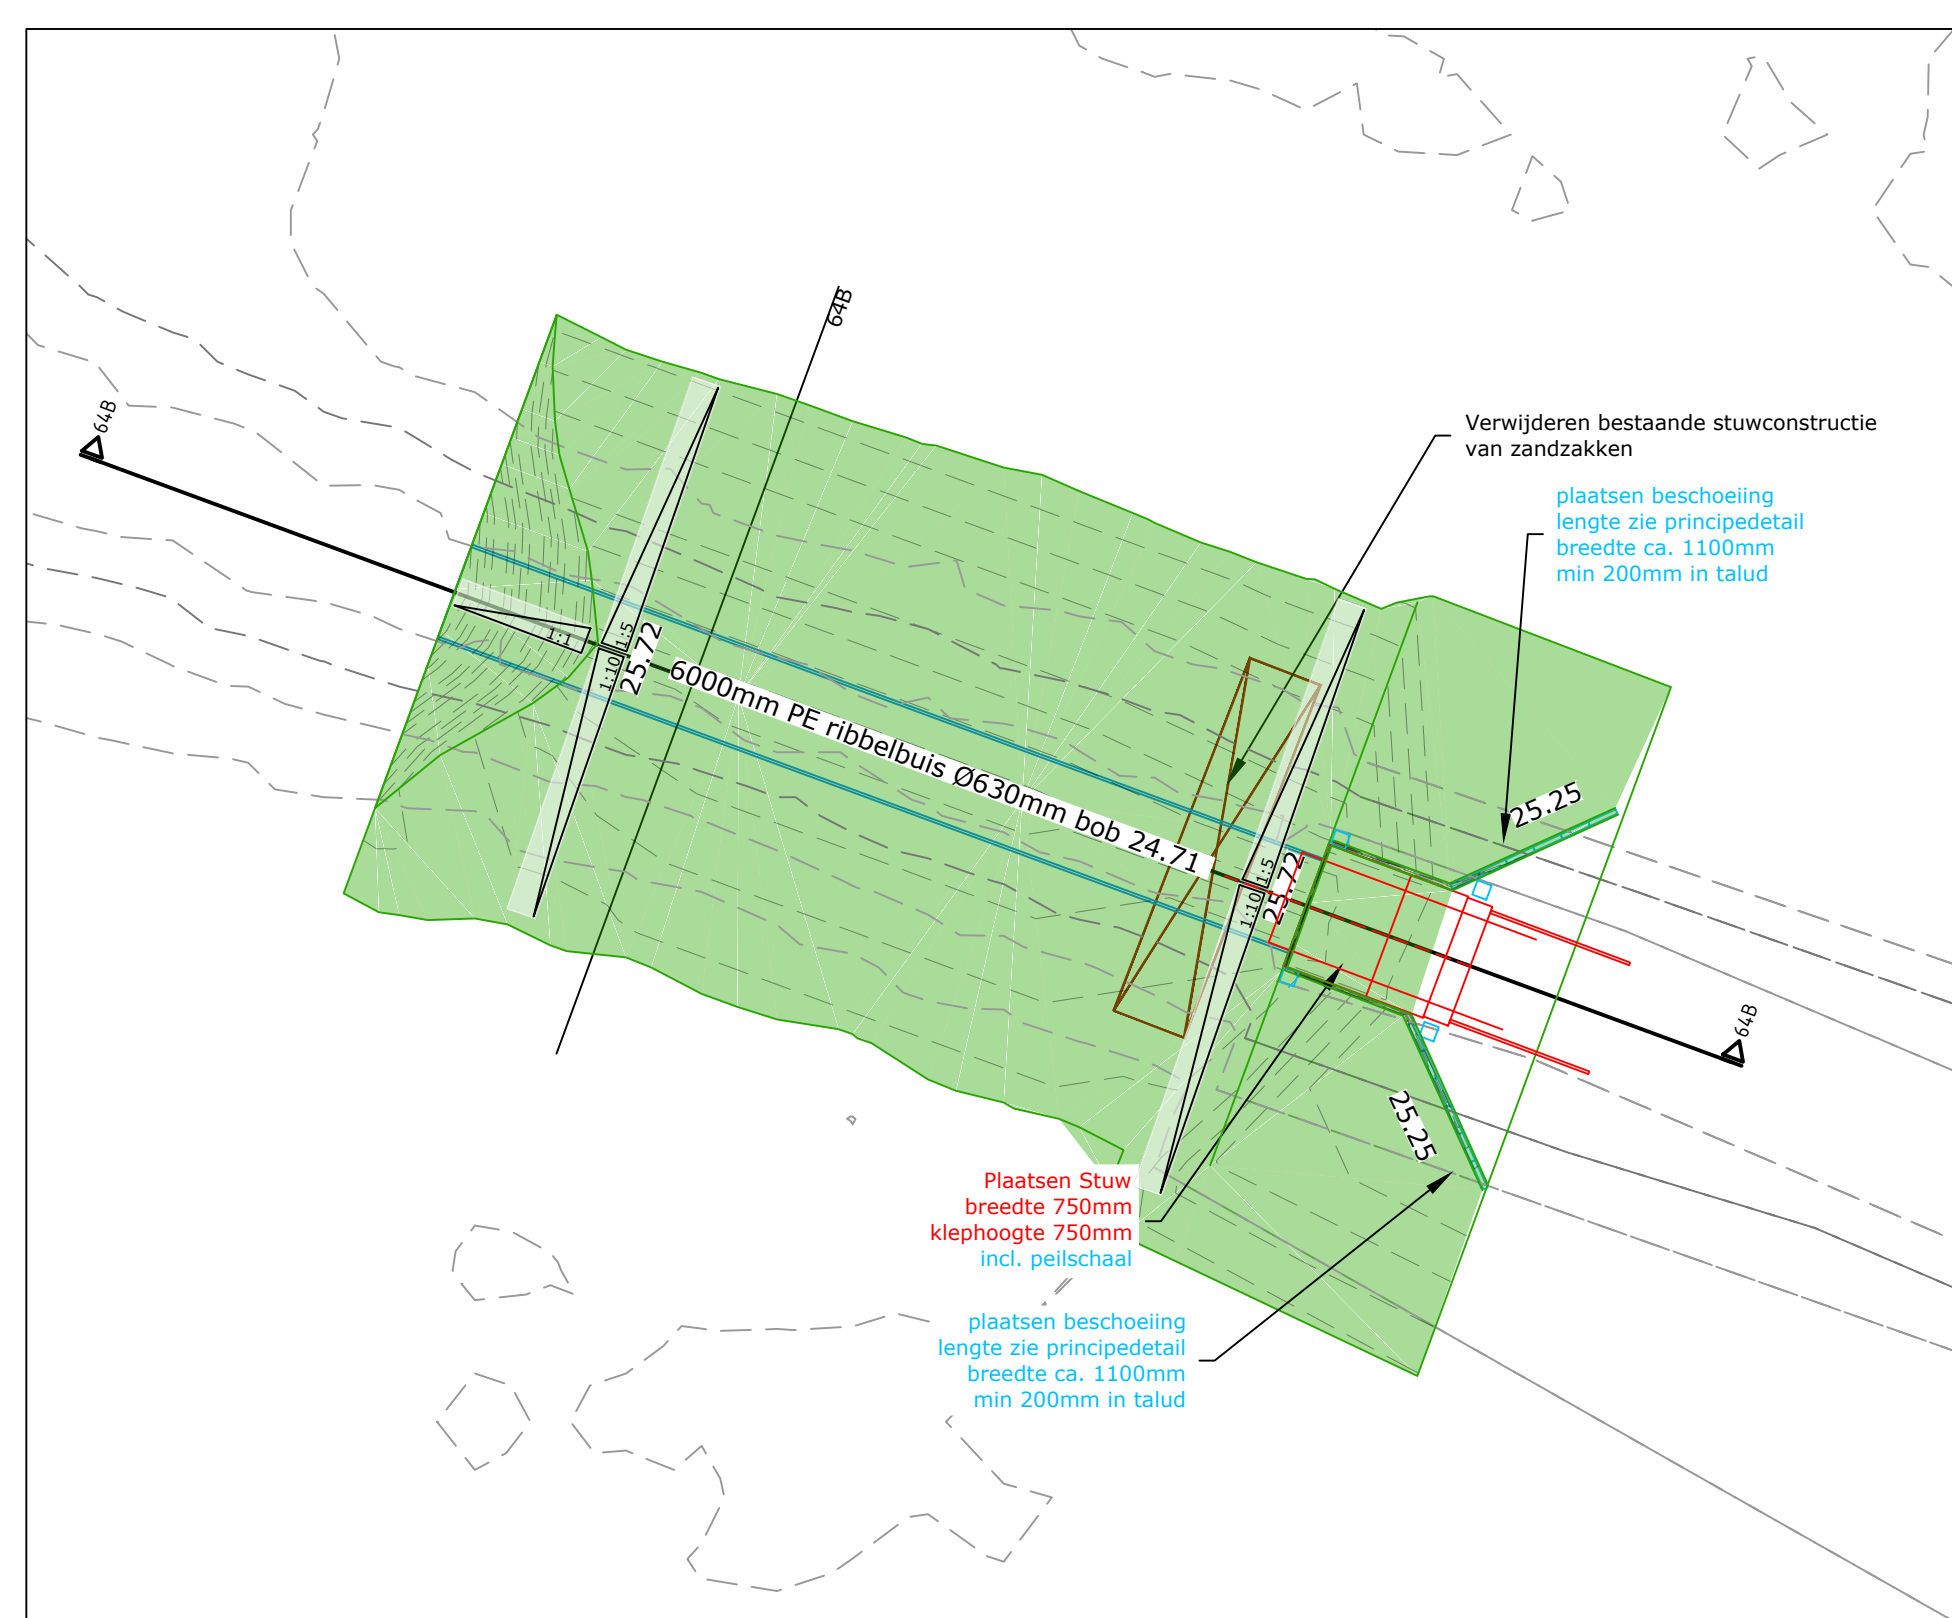 64B
64B
Verwijderen bestaande stuwconstructie
van zandzakken
plaatsen beschoeiing
lengte zie principedetail
breedte ca. 1100mm
min 200mm in talud
1:1
1:5
1:10
25.72
6000mm PE ribbelbuis Ø630mm bob 24.71
1:5
1:10
25.72
25.25
64B
25.25
Plaatsen Stuw
breedte 750mm
klephoogte 750mm
incl. peilschaal
plaatsen beschoeiing
lengte zie principedetail
breedte ca. 1100mm
min 200mm in talud